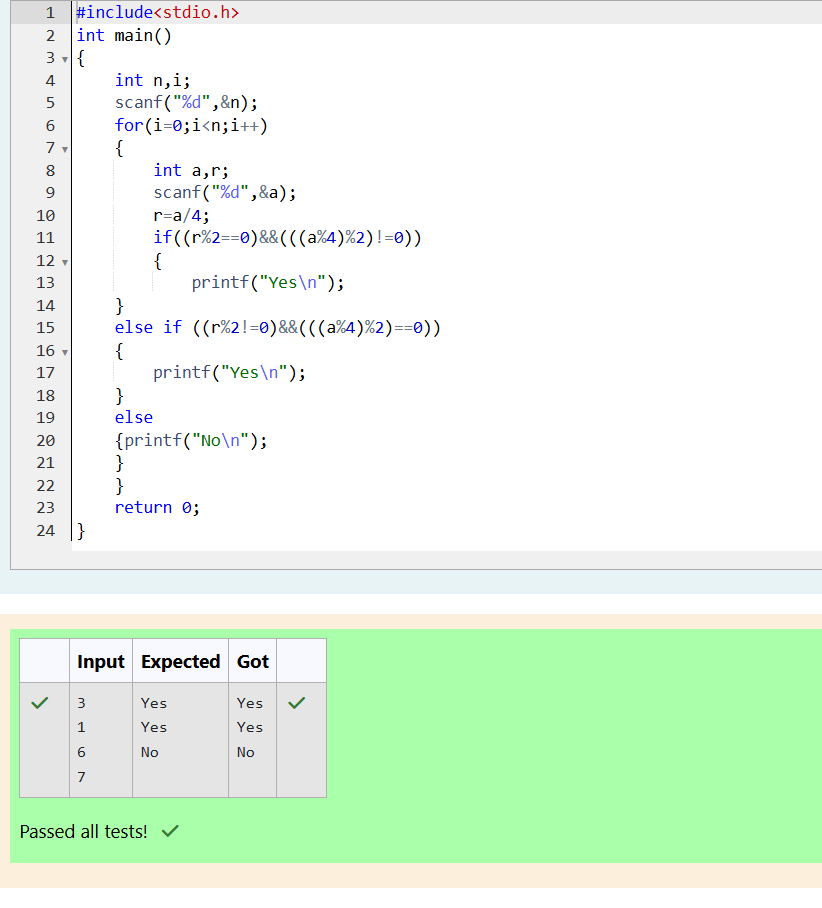 1 #include<stdio.h>
2 int main()
3 {
4     int n,i;
5     scanf("%d",&n);
6     for(i=0;i<n;i++)
7     {
8         int a,r;
9         scanf("%d",&a);
10         r=a/4;
11         if((r%2==0)&&(((a%4)%2)!=0))
12         {
13             printf("Yes\n");
14     }
15     else if ((r%2!=0)&&(((a%4)%2)==0))
16     {
17         printf("Yes\n");
18     }
19     else
20     {printf("No\n");
21     }
22     }
23     return 0;
24 }
Input Expected Got
3 Yes Yes
1 Yes Yes
6 No No
7
Passed all tests!